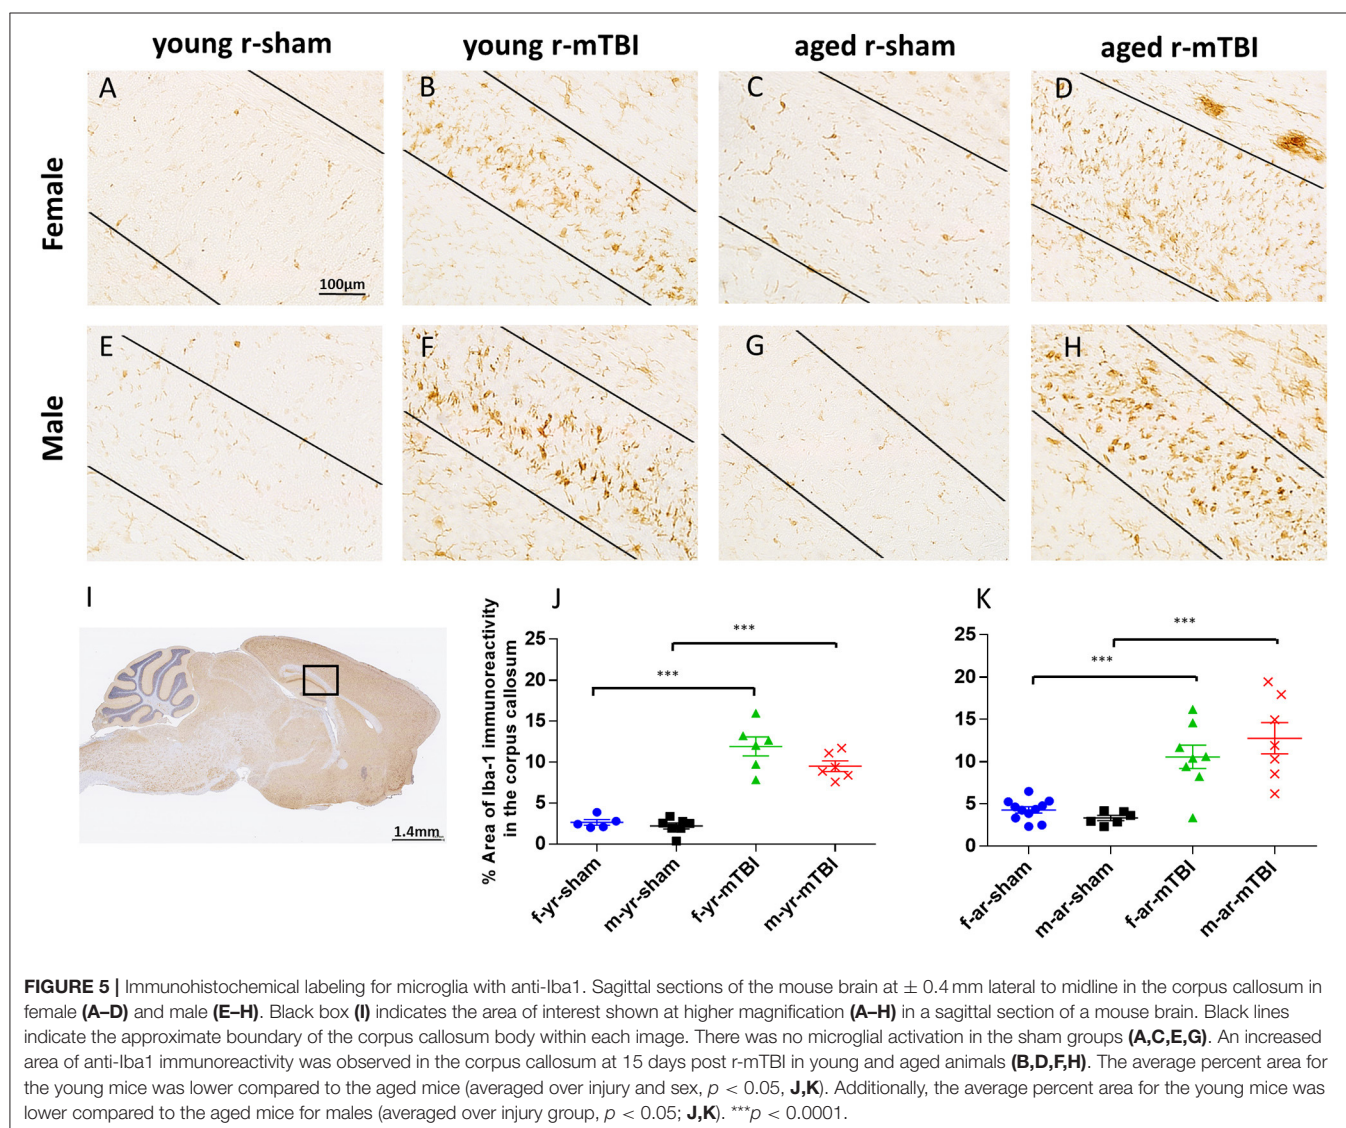 young r-sham
young r-mTBI
aged r-sham
aged r-mTBI
Female
A
100µm
B
C
D
Male
E
F
G
H
I
1.4mm
J
% Area of Iba-1 immunoreactivity
in the corpus callosum
25
20
15
10
5
0
***
***
f-yr-sham
m-yr-sham
f-yr-mTBI
m-yr-mTBI
K
25
20
15
10
5
0
***
***
f-ar-sham
m-ar-sham
f-ar-mTBI
m-ar-mTBI
FIGURE 5 | Immunohistochemical labeling for microglia with anti-Iba1. Sagittal sections of the mouse brain at ± 0.4 mm lateral to midline in the corpus callosum in
female (A–D) and male (E–H). Black box (I) indicates the area of interest shown at higher magnification (A–H) in a sagittal section of a mouse brain. Black lines
indicate the approximate boundary of the corpus callosum body within each image. There was no microglial activation in the sham groups (A,C,E,G). An increased
area of anti-Iba1 immunoreactivity was observed in the corpus callosum at 15 days post r-mTBI in young and aged animals (B,D,F,H). The average percent area for
the young mice was lower compared to the aged mice (averaged over injury and sex, p < 0.05, J,K). Additionally, the average percent area for the young mice was
lower compared to the aged mice for males (averaged over injury group, p < 0.05; J,K). ***p < 0.0001.